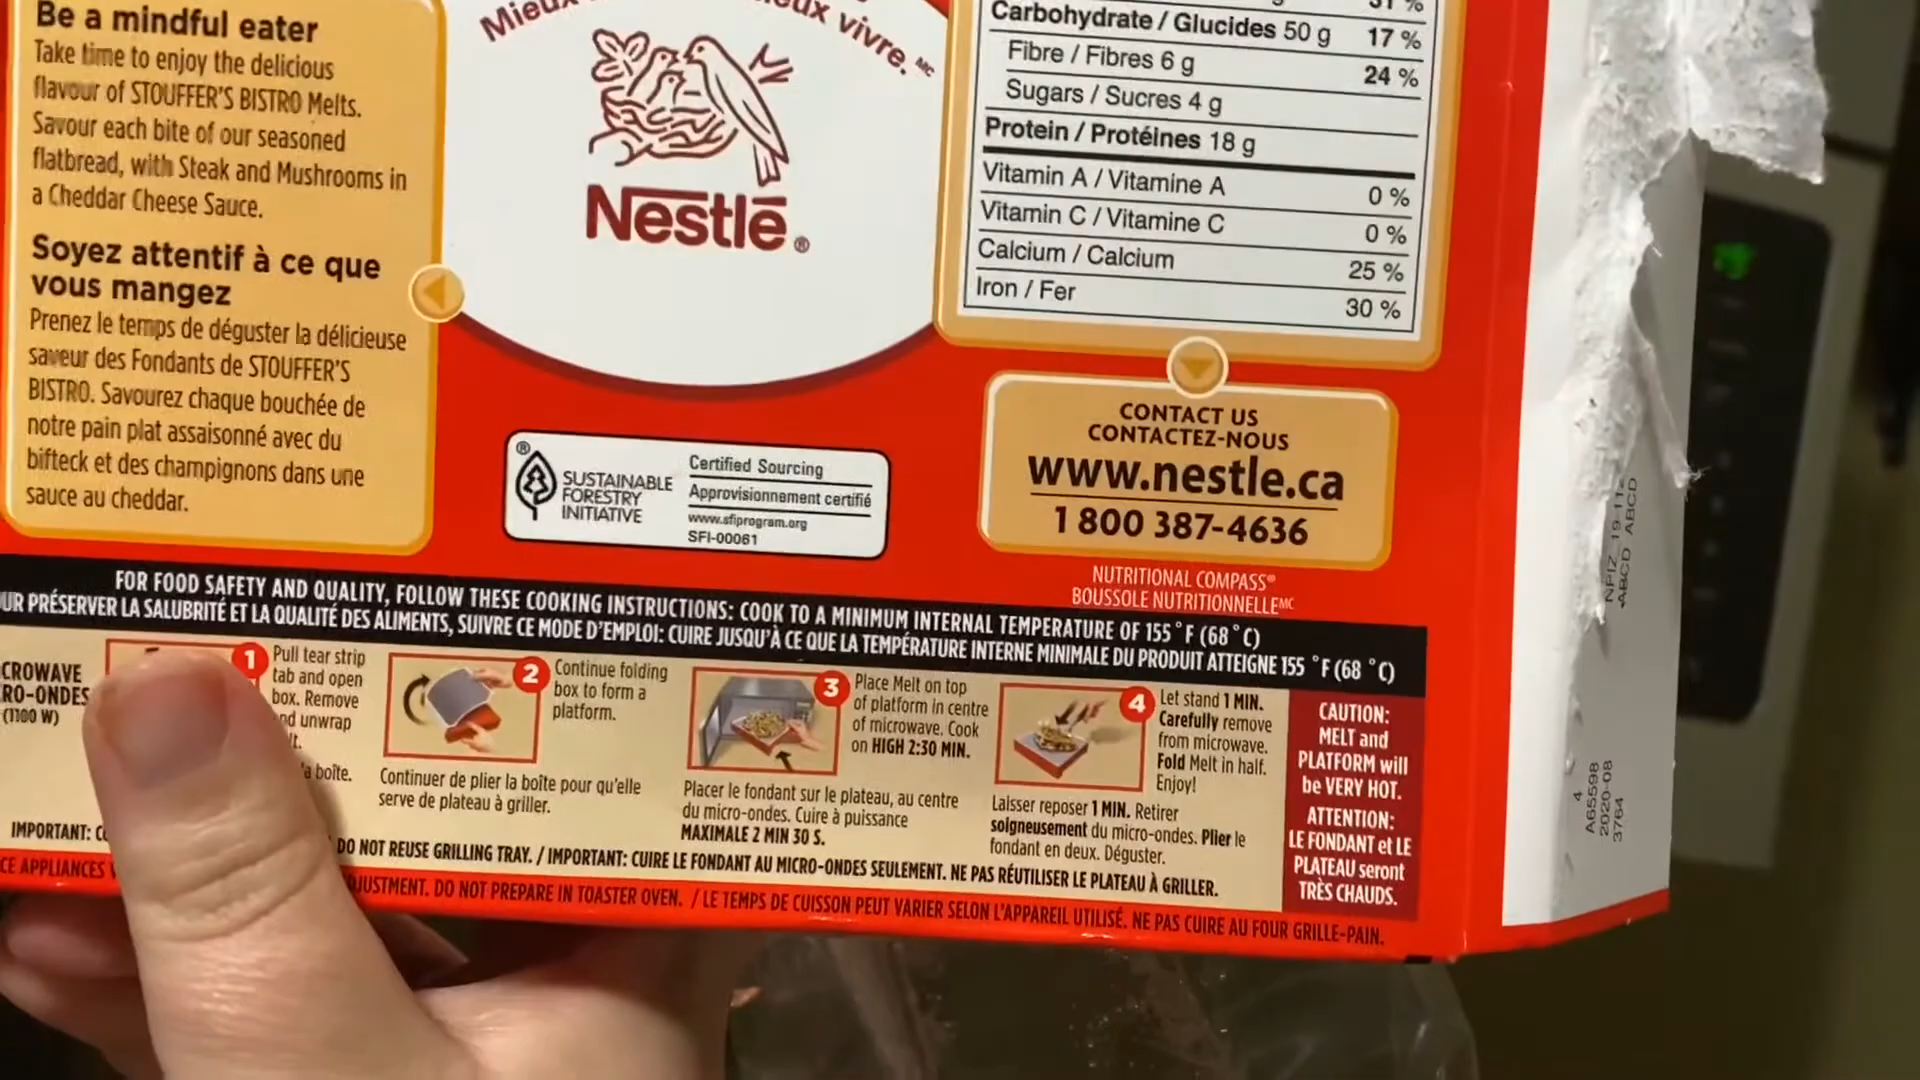 Be a mindful eater
Take time to enjoy the delicious
flavour of STOUFFER'S BISTRO Melts.
Savour each bite of our seasoned
flatbread, with Steak and Mushrooms in
a Cheddar Cheese Sauce.
Soyez attentif à ce que
vous mangez
Prenez le temps de déguster la délicieuse
saveur des Fondants de STOUFFER'S
BISTRO. Savourez chaque bouchée de
notre pain plat assaisonné avec du
bifteck et des champignons dans une
sauce au cheddar.
vivre. MC
Nestlé®
SUSTAINABLE
FORESTRY
INITIATIVE
Certified Sourcing
Approvisionnement certifié
www.sfiprogram.org
SFI-00061
31 %
Carbohydrate / Glucides 50 g 17 %
Fibre / Fibres 6 g 24 %
Sugars / Sucres 4 g
Protein / Protéines 18 g
Vitamin A / Vitamine A 0 %
Vitamin C / Vitamine C 0 %
Calcium / Calcium 25 %
Iron / Fer 30 %
CONTACT US
CONTACTEZ-NOUS
www.nestle.ca
1 800 387-4636
NUTRITIONAL COMPASS®
BOUSSOLE NUTRITIONNELLE MC
FOR FOOD SAFETY AND QUALITY, FOLLOW THESE COOKING INSTRUCTIONS: COOK TO A MINIMUM INTERNAL TEMPERATURE OF 155˚F (68˚C)
UR PRÉSERVER LA SALUBRITÉ ET LA QUALITÉ DES ALIMENTS, SUIVRE CE MODE D'EMPLOI: CUIRE JUSQU'À CE QUE LA TEMPÉRATURE INTERNE MINIMALE DU PRODUIT ATTEIGNE 155 ˚F (68 ˚C)
CROWAVE
RO-ONDES
(1100 W)
1 Pull tear strip
tab and open
box. Remove
nd unwrap
lt.
la boîte.
2 Continue folding
box to form a
platform.
Continuer de plier la boîte pour qu'elle
serve de plateau à griller.
3 Place Melt on top
of platform in centre
of microwave. Cook
on HIGH 2:30 MIN.
Placer le fondant sur le plateau, au centre
du micro-ondes. Cuire à puissance
MAXIMALE 2 MIN 30 S.
4 Let stand 1 MIN.
Carefully remove
from microwave.
Fold Melt in half.
Enjoy!
Laisser reposer 1 MIN. Retirer
soigneusement du micro-ondes. Plier le
fondant en deux. Déguster.
CAUTION:
MELT and
PLATFORM will
be VERY HOT.
ATTENTION:
LE FONDANT et LE
PLATEAU seront
TRÈS CHAUDS.
IMPORTANT: DO NOT REUSE GRILLING TRAY. / IMPORTANT: CUIRE LE FONDANT AU MICRO-ONDES SEULEMENT. NE PAS RÉUTILISER LE PLATEAU À GRILLER.
CE APPLIANCES JUSTMENT. DO NOT PREPARE IN TOASTER OVEN. / LE TEMPS DE CUISSON PEUT VARIER SELON L'APPAREIL UTILISÉ. NE PAS CUIRE AU FOUR GRILLE-PAIN.
ABCD ABCD
4
A65598
2020-08
37764